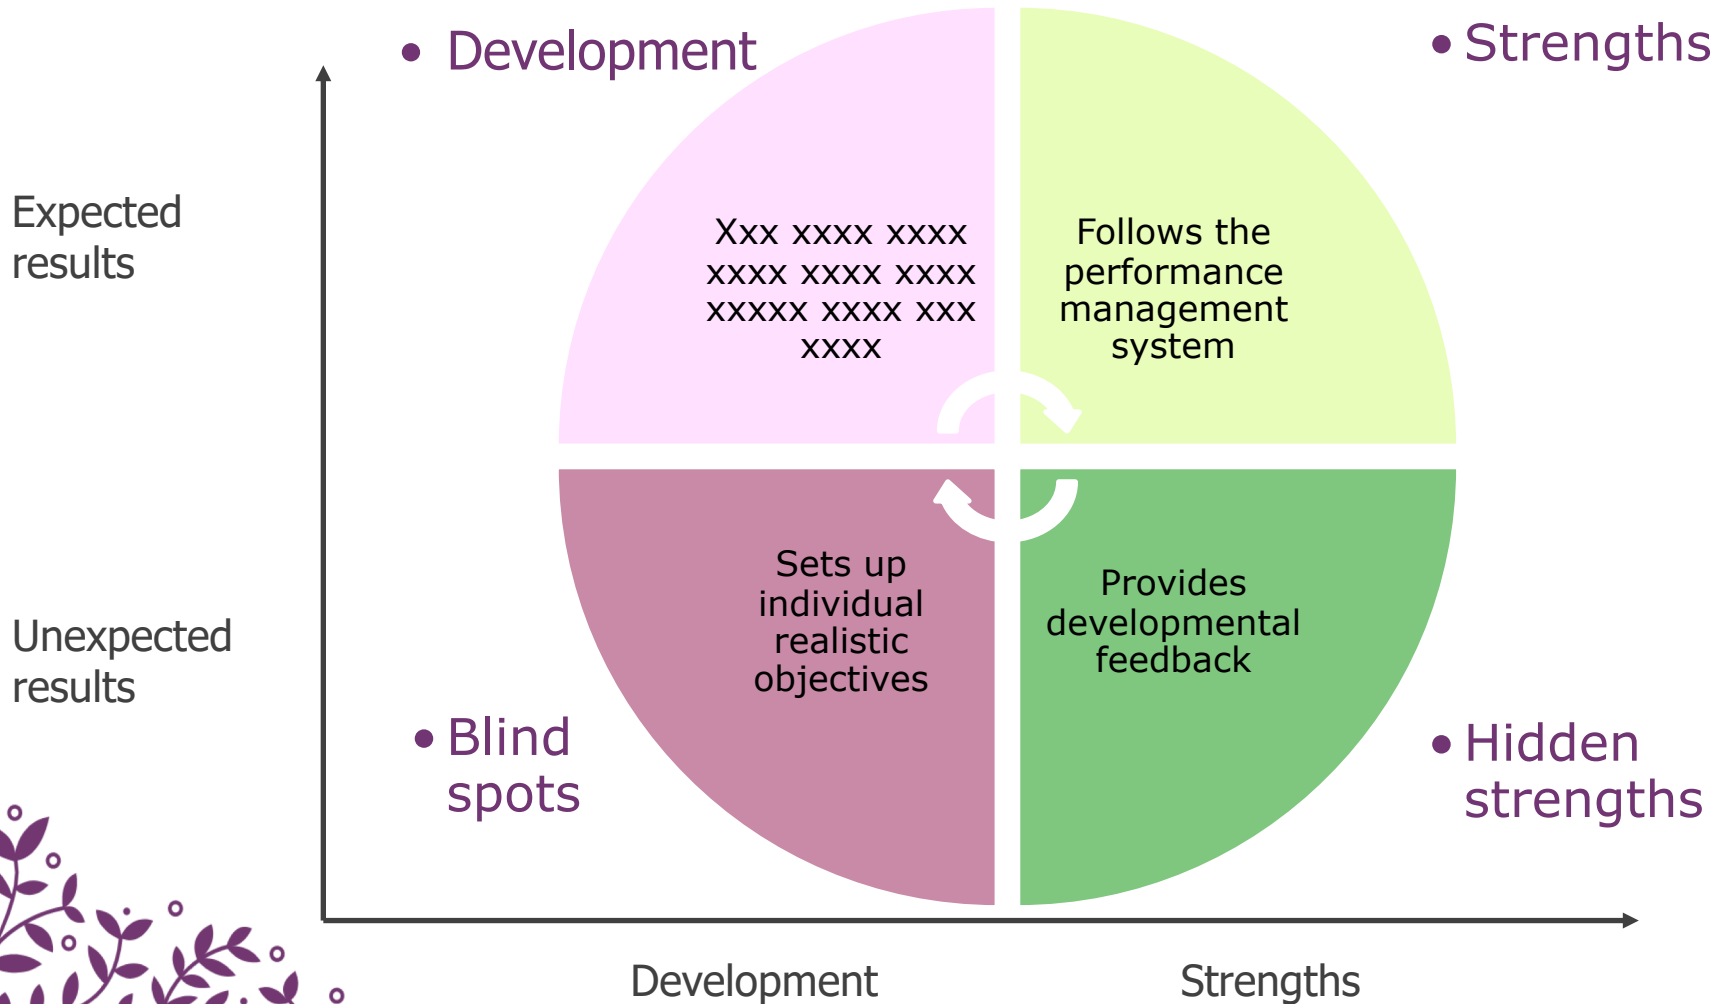 • Development
• Strengths
Expected
results
Xxx xxxx xxxx
xxxx xxxx xxxx
xxxxx xxxx xxx
xxxx
Follows the
performance
management
system
Unexpected
results
Sets up
individual
realistic
objectives
Provides
developmental
feedback
• Blind
spots
• Hidden
strengths
Development
Strengths